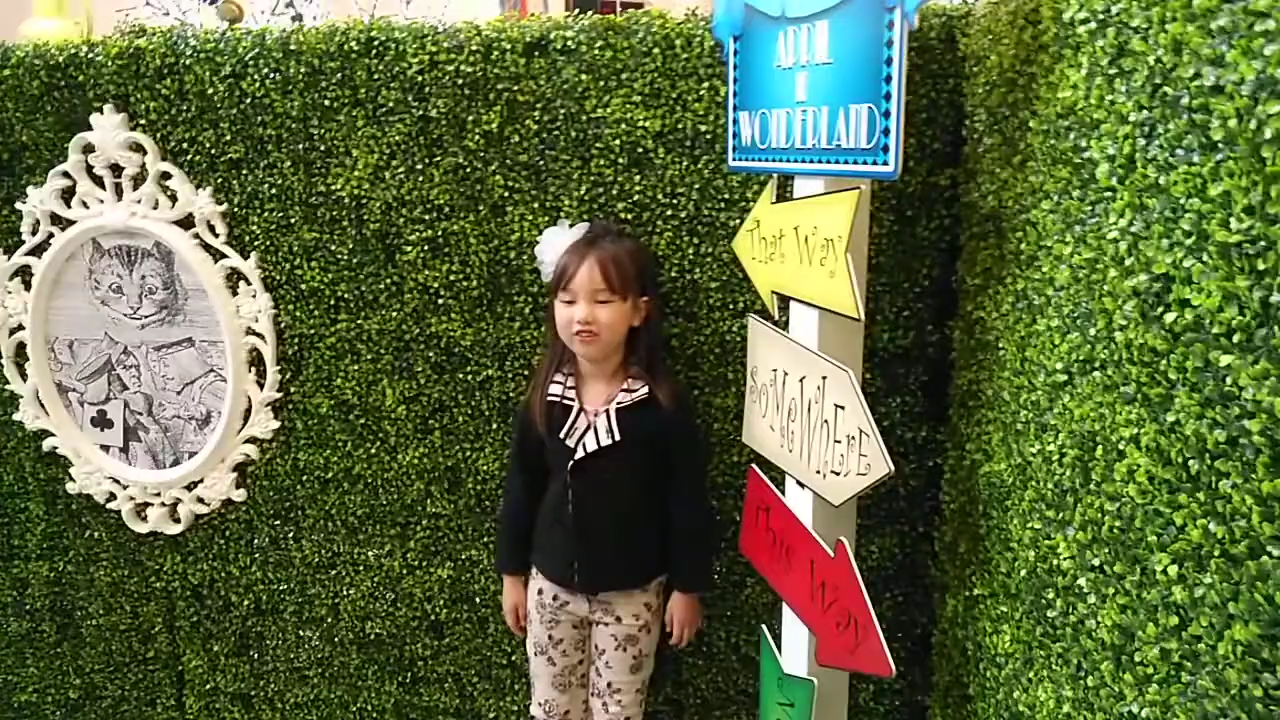 APRIL
IN
WONDERLAND
That Way
SoMeWhErE
This Way